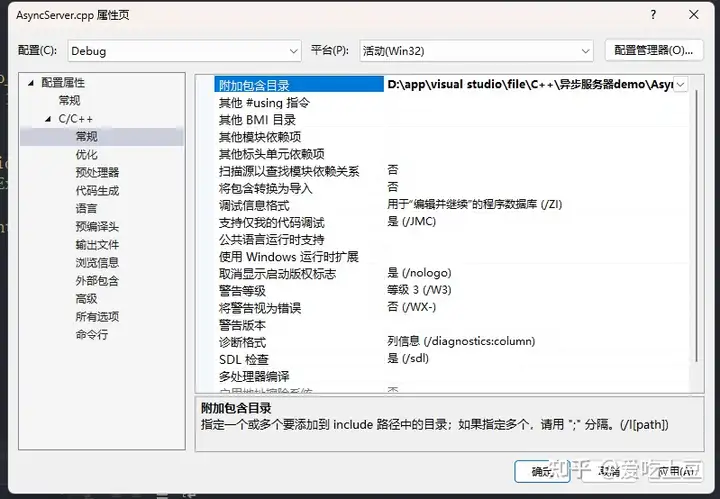 AsyncServer.cpp 属性页
配置(C): Debug 平台(P): 活动(Win32) 配置管理器(O)...
配置属性
常规
C/C++
常规
优化
预处理器
代码生成
语言
预编译头
输出文件
浏览信息
外部包含
高级
所有选项
命令行
附加包含目录 D:\app\visual studio\file\C++\异步服务器demo\Asy
其他 #using 指令
其他 BMI 目录
其他模块依赖项
其他标头单元依赖项
扫描源以查找模块依赖关系 否
将包含转换为导入 否
调试信息格式 用于“编辑并继续”的程序数据库 (/ZI)
支持仅我的代码调试 是 (/JMC)
公共语言运行时支持
使用 Windows 运行时扩展
取消显示启动版权标志 是 (/nologo)
警告等级 等级 3 (/W3)
将警告视为错误 否 (/WX-)
警告版本
诊断格式 列信息 (/diagnostics:column)
SDL 检查 是 (/sdl)
多处理器编译
附加包含目录
指定一个或多个要添加到 include 路径中的目录；如果指定多个，请用 ";" 分隔。(/I[path])
确定 取消 应用(A)
知乎 @爱吃土豆